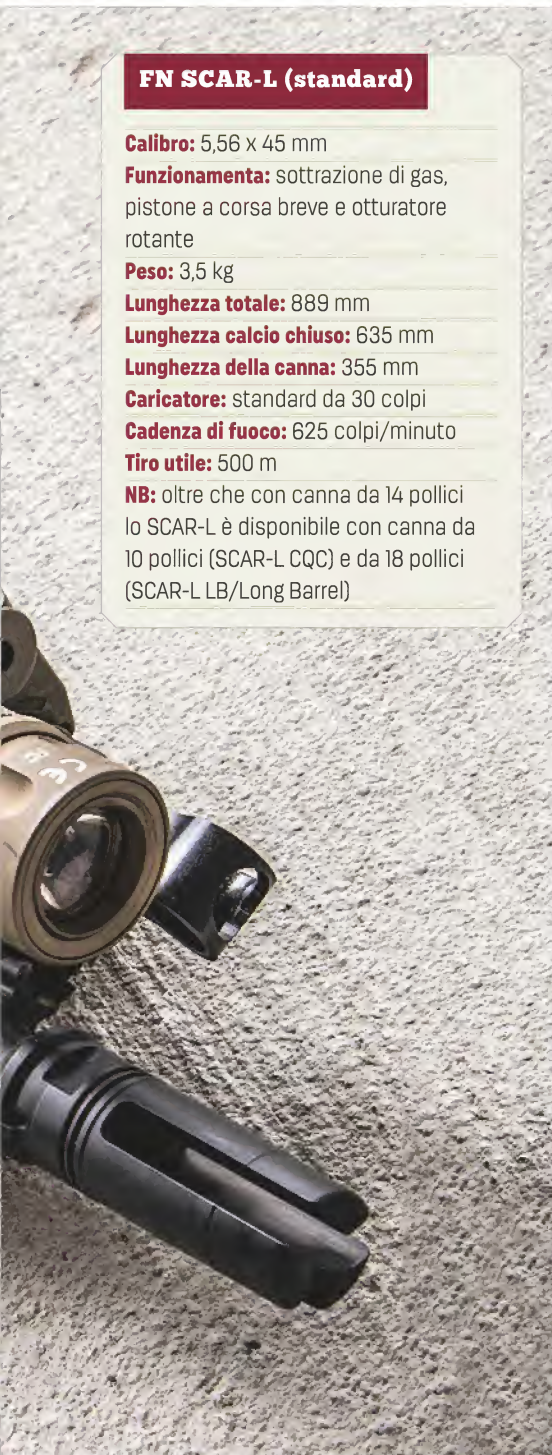 FN SCAR-L (standard)
Calibro: 5,56 x 45 mm
Funzionamenta: sottrazione di gas,
pistone a corsa breve e otturatore
rotante
Peso: 3,5 kg
Lunghezza totale: 889 mm
Lunghezza calcio chiuso: 635 mm
Lunghezza della canna: 355 mm
Caricatore: standard da 30 colpi
Cadenza di fuoco: 625 colpi/minuto
Tiro utile: 500 m
NB: oltre che con canna da 14 pollici
lo SCAR-L è disponibile con canna da
10 pollici (SCAR-L CQC) e da 18 pollici
(SCAR-L LB/Long Barrel)
CE